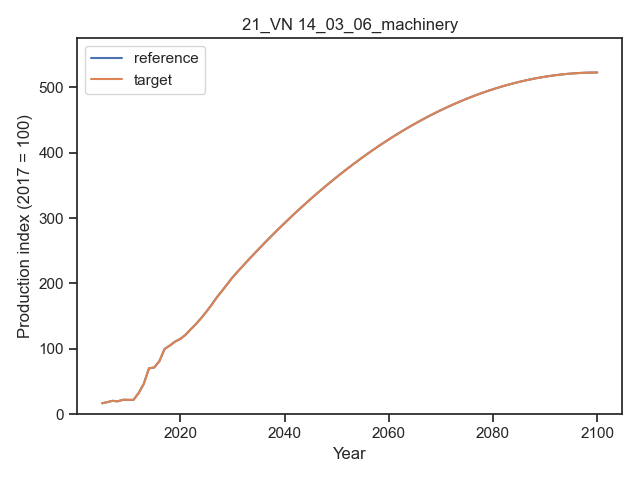 21_VN 14_03_06_machinery
reference
target
Production index (2017 = 100)
500
400
300
200
100
0
2020 2040 2060 2080 2100
Year